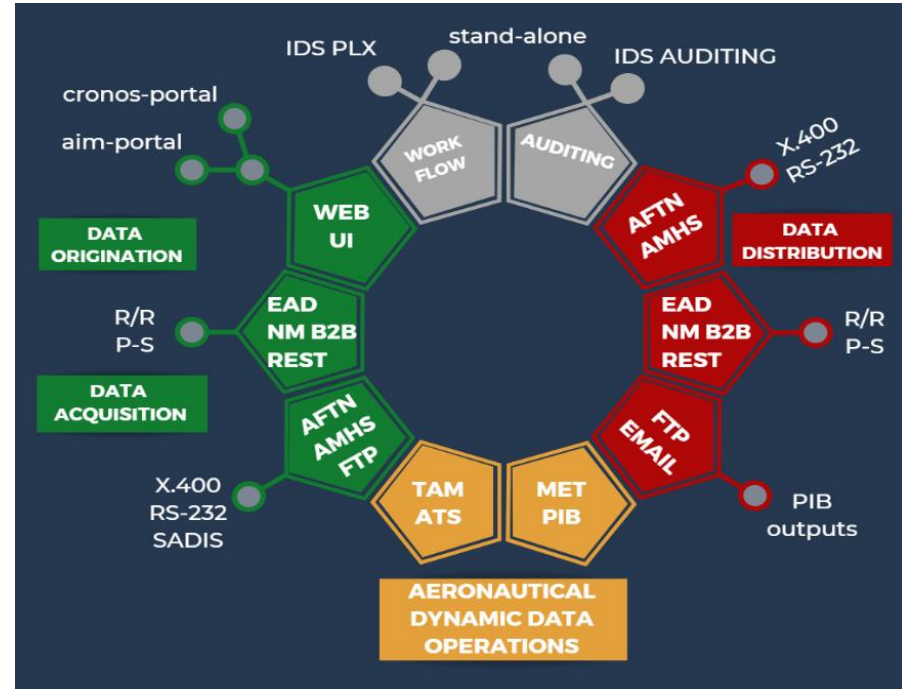 IDS PLX
stand-alone
IDS AUDITING
cronos-portal
aim-portal
WORK
FLOW
AUDITING
X.400
RS-232
WEB
UI
AFTN
AMHS
DATA
ORIGINATION
DATA
DISTRIBUTION
R/R
P-S
EAD
NM B2B
REST
EAD
NM B2B
REST
R/R
P-S
DATA
ACQUISITION
AFTN
AMHS
FTP
FTP
EMAIL
X.400
RS-232
SADIS
TAM
ATS
MET
PIB
PIB
outputs
AERONAUTICAL
DYNAMIC DATA
OPERATIONS